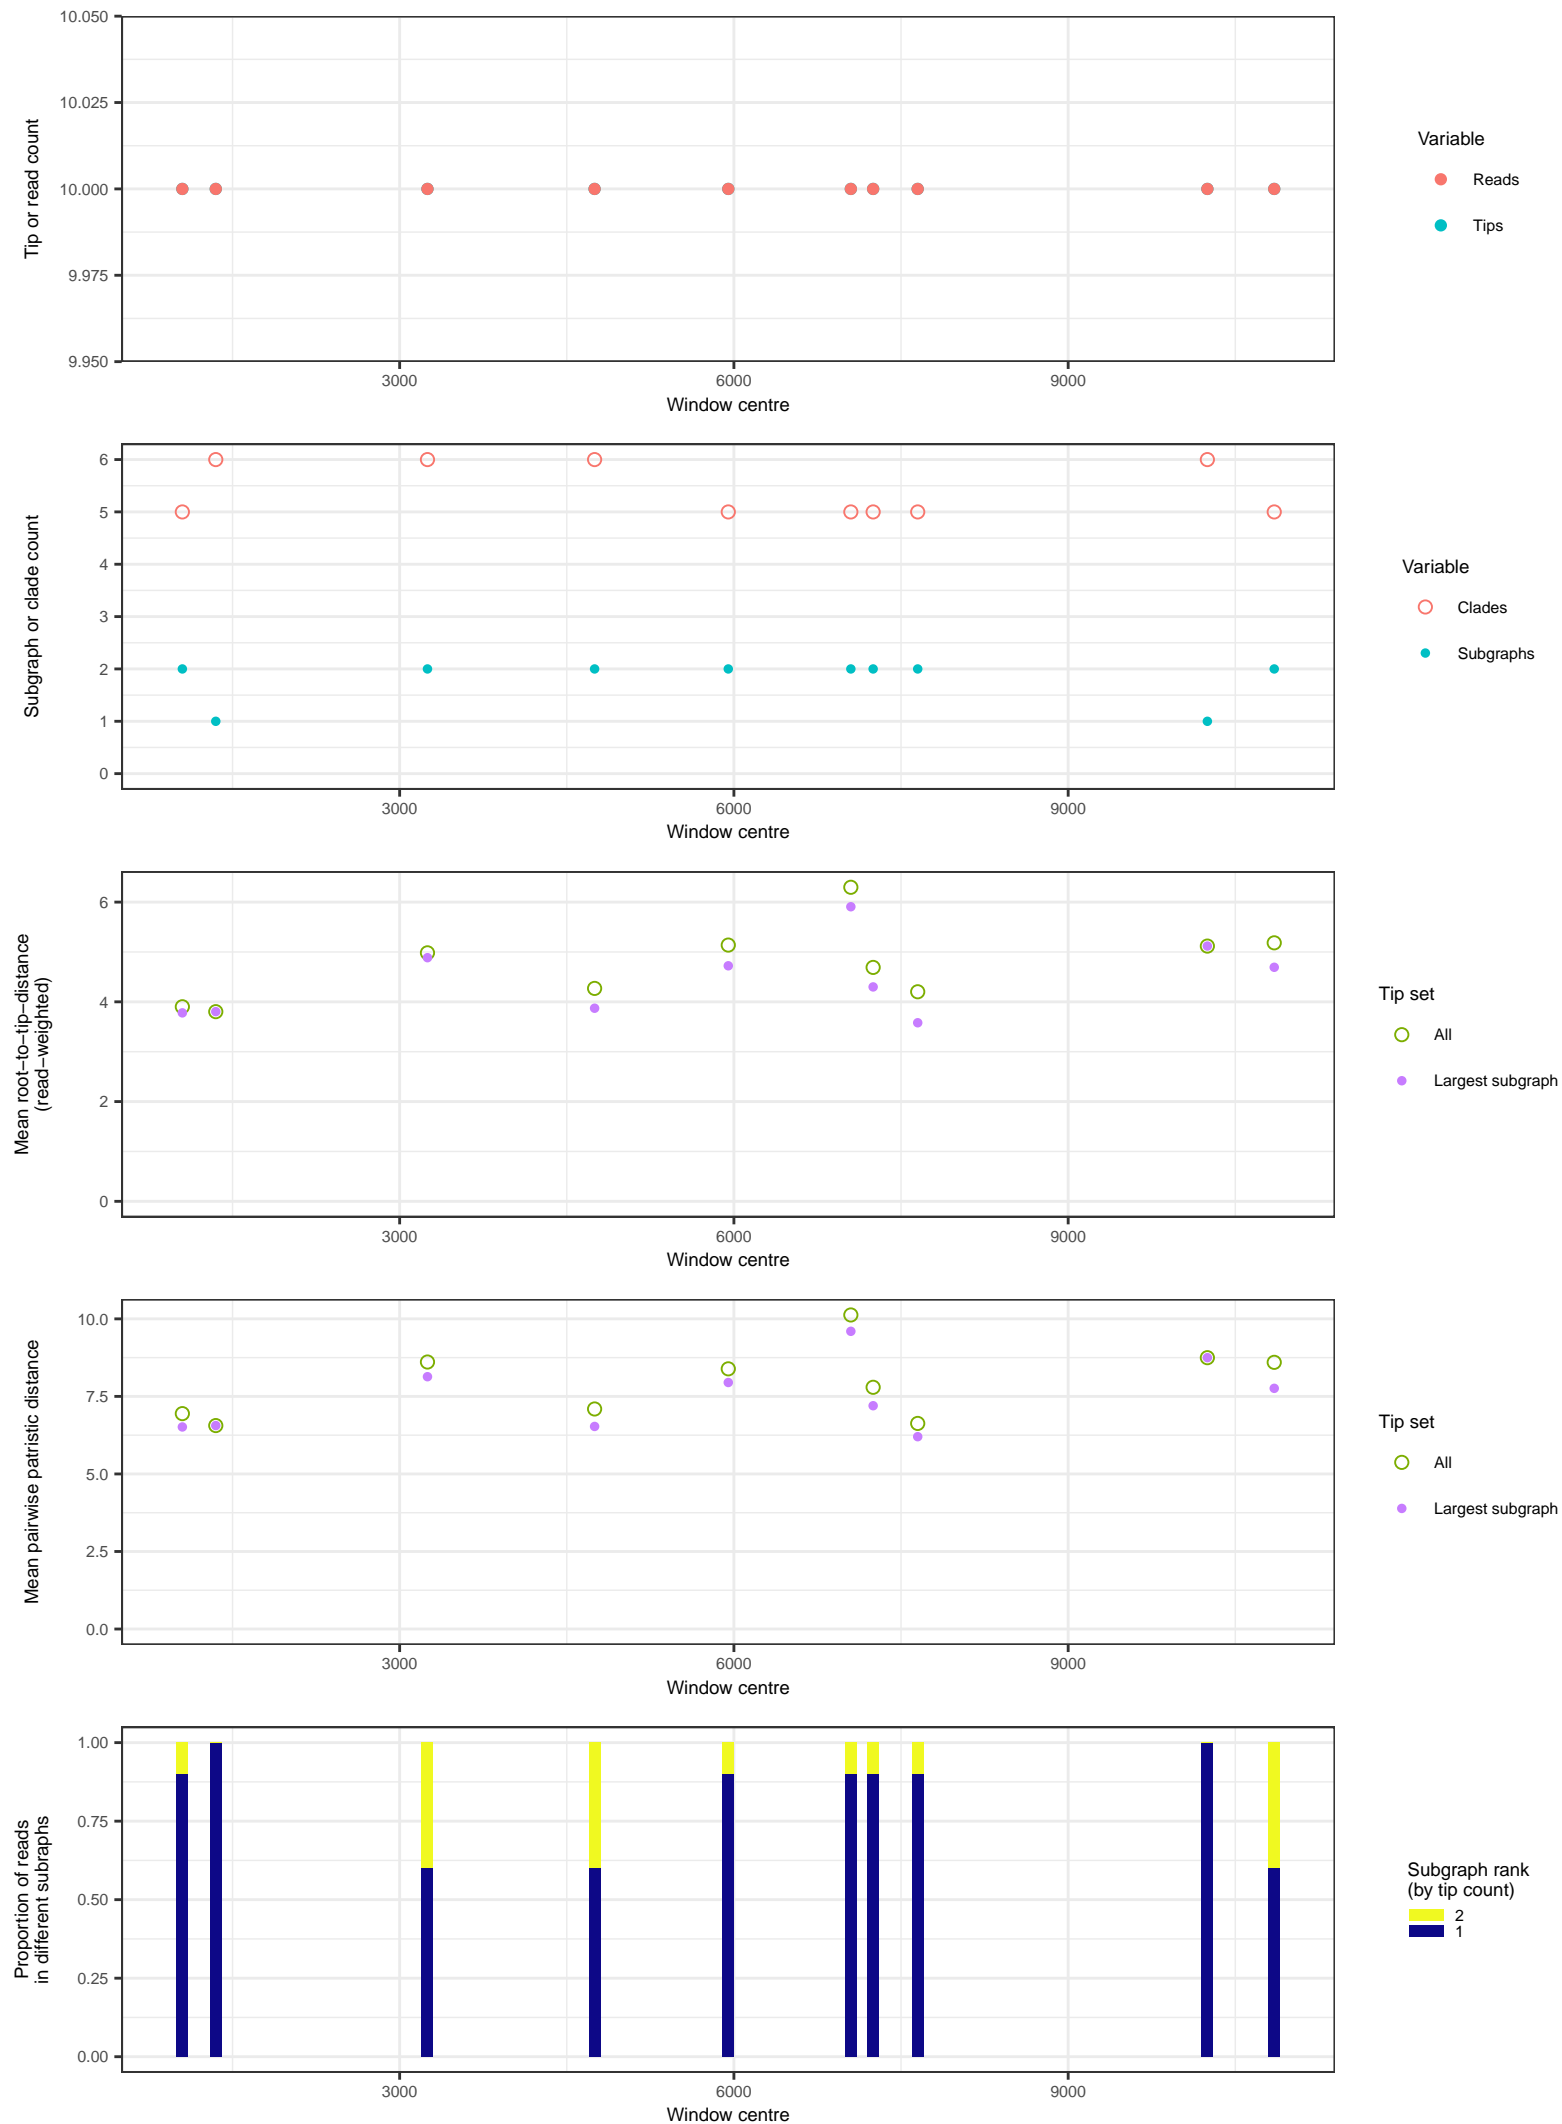 10.050
10.025
10.000
9.975
9.950
Tip or read count
3000
6000
9000
Window centre
Variable
Reads
Tips
6
5
4
3
2
1
0
Subgraph or clade count
3000
6000
9000
Window centre
Variable
Clades
Subgraphs
6
4
2
0
Mean root−to−tip−distance
(read−weighted)
3000
6000
9000
Window centre
Tip set
All
Largest subgraph
10.0
7.5
5.0
2.5
0.0
Mean pairwise patristic distance
3000
6000
9000
Window centre
Tip set
All
Largest subgraph
1.00
0.75
0.50
0.25
0.00
Proportion of reads
in different subraphs
3000
6000
9000
Window centre
Subgraph rank
(by tip count)
2
1